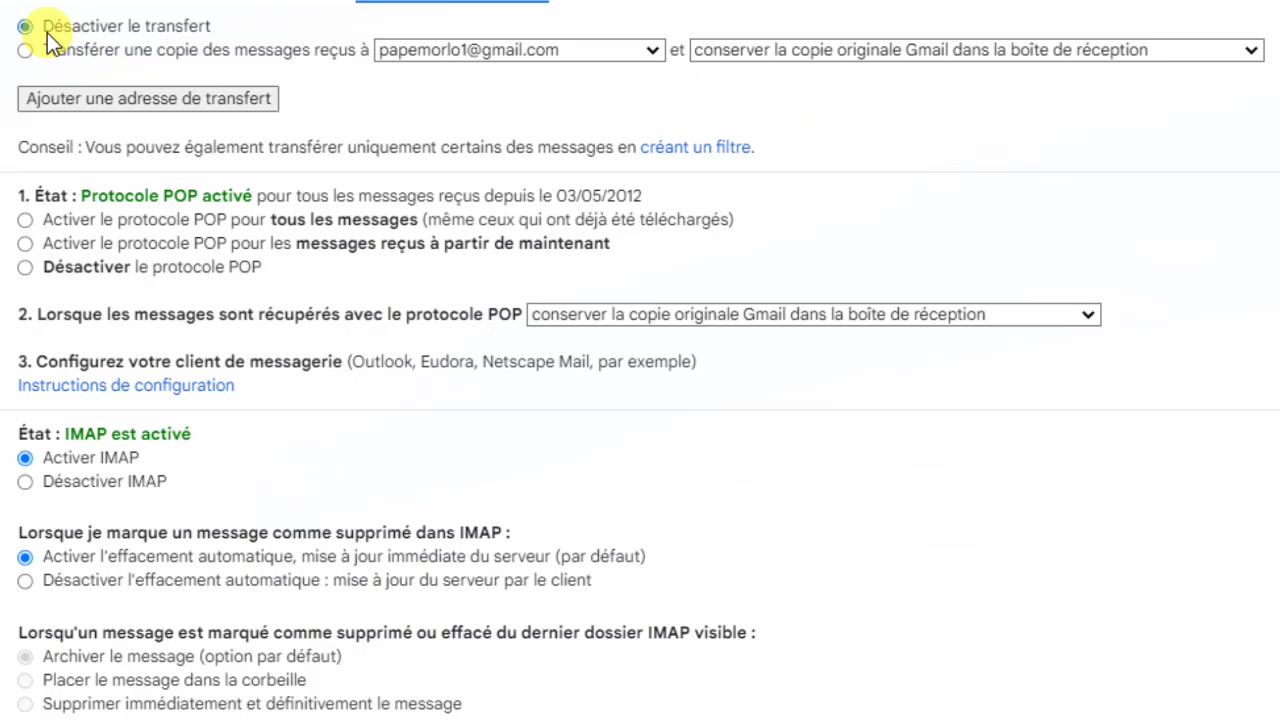 Désactiver le transfert
Transférer une copie des messages reçus à papemorlo1@gmail.com et conserver la copie originale Gmail dans la boîte de réception
Ajouter une adresse de transfert
Conseil : Vous pouvez également transférer uniquement certains des messages en créant un filtre.
1. État : Protocole POP activé pour tous les messages reçus depuis le 03/05/2012
Activer le protocole POP pour tous les messages (même ceux qui ont déjà été téléchargés)
Activer le protocole POP pour les messages reçus à partir de maintenant
Désactiver le protocole POP
2. Lorsque les messages sont récupérés avec le protocole POP conserver la copie originale Gmail dans la boîte de réception
3. Configurez votre client de messagerie (Outlook, Eudora, Netscape Mail, par exemple)
Instructions de configuration
État : IMAP est activé
Activer IMAP
Désactiver IMAP
Lorsque je marque un message comme supprimé dans IMAP :
Activer l'effacement automatique, mise à jour immédiate du serveur (par défaut)
Désactiver l'effacement automatique : mise à jour du serveur par le client
Lorsqu'un message est marqué comme supprimé ou effacé du dernier dossier IMAP visible :
Archiver le message (option par défaut)
Placer le message dans la corbeille
Supprimer immédiatement et définitivement le message